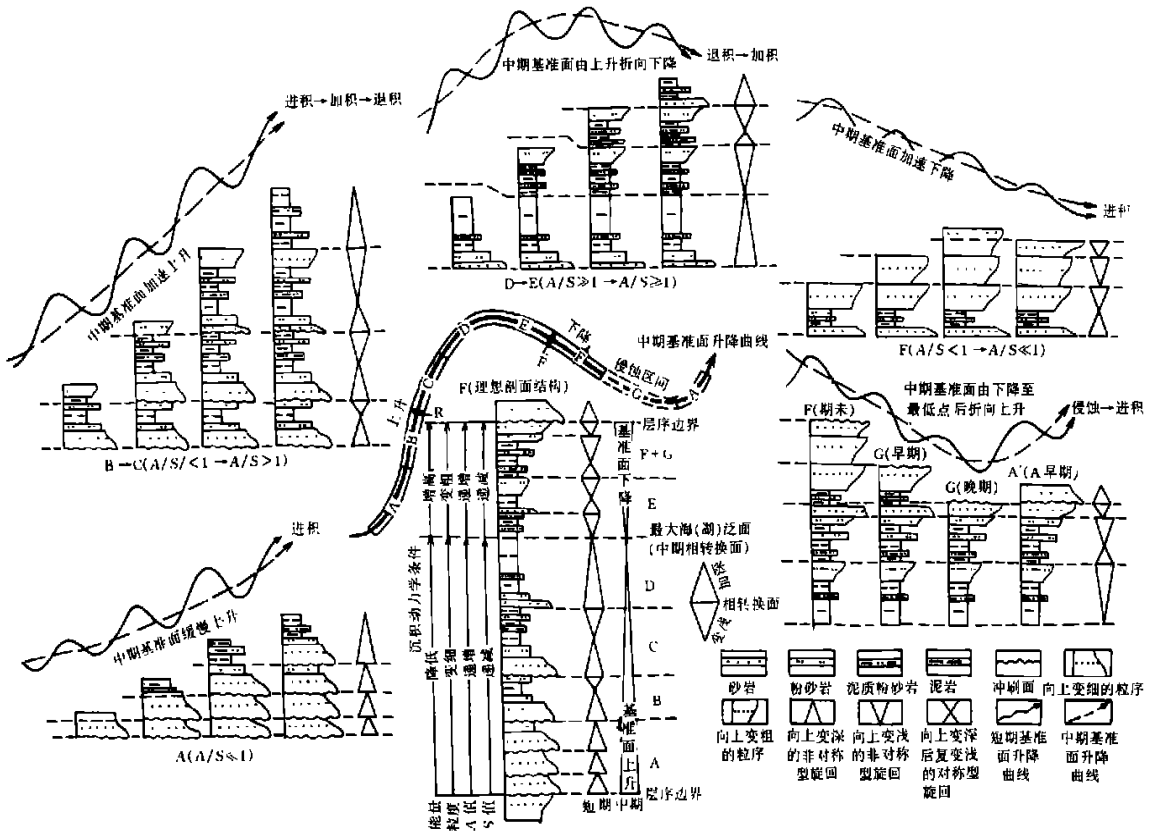 中期基准面由上升折向下降
退积→加积
进积→加积→退积
中期基准面加速上升
B→C(A/S/<1→A/S>1)
D→E(A/S≫1→A/S≥1)
中期基准面加速下降
进积
F(A/S<1→A/S≪1)
中期基准面升降曲线
A
B
C
D
E
F
G
A'
R
F
上升
下降
侵蚀区间
F(理想剖面结构)
层序边界
F+G
E
最大海(湖)泛面
(中期相转换面)
D
C
B
A
层序边界
基准面下降
基准面上升
短期
中期
沉积动力学条件
增高
变粗
递增
递减
降低
变细
递增
递减
能量
粒度
A值
S值
进积
中期基准面缓慢上升
A(A/S≪1)
中期基准面由下降至
最低点后折向上升
侵蚀→进积
F(期末)
G(早期)
G(晚期)
A'(A早期)
加深
相转换面
变浅
砂岩
粉砂岩
泥质粉砂岩
泥岩
冲刷面
向上变细的粒序
向上变粗
的粒序
向上变深
的非对称
型旋回
向上变浅
的非对称
型旋回
向上变深
后复变浅
的对称型
旋回
短期基准
面升降
曲线
中期基准
面升降
曲线